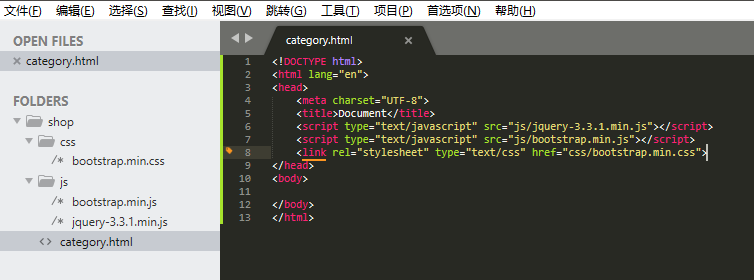 文件(F) 编辑(E) 选择(S) 查找(I) 视图(V) 跳转(G) 工具(T) 项目(P) 首选项(N) 帮助(H)
OPEN FILES
category.html
FOLDERS
shop
css
/* bootstrap.min.css
js
/* bootstrap.min.js
/* jquery-3.3.1.min.js
<> category.html
category.html
1 <!DOCTYPE html>
2 <html lang="en">
3 <head>
4 <meta charset="UTF-8">
5 <title>Document</title>
6 <script type="text/javascript" src="js/jquery-3.3.1.min.js"></script>
7 <script type="text/javascript" src="js/bootstrap.min.js"></script>
8 <link rel="stylesheet" type="text/css" href="css/bootstrap.min.css">
9 </head>
10 <body>
11
12 </body>
13 </html>